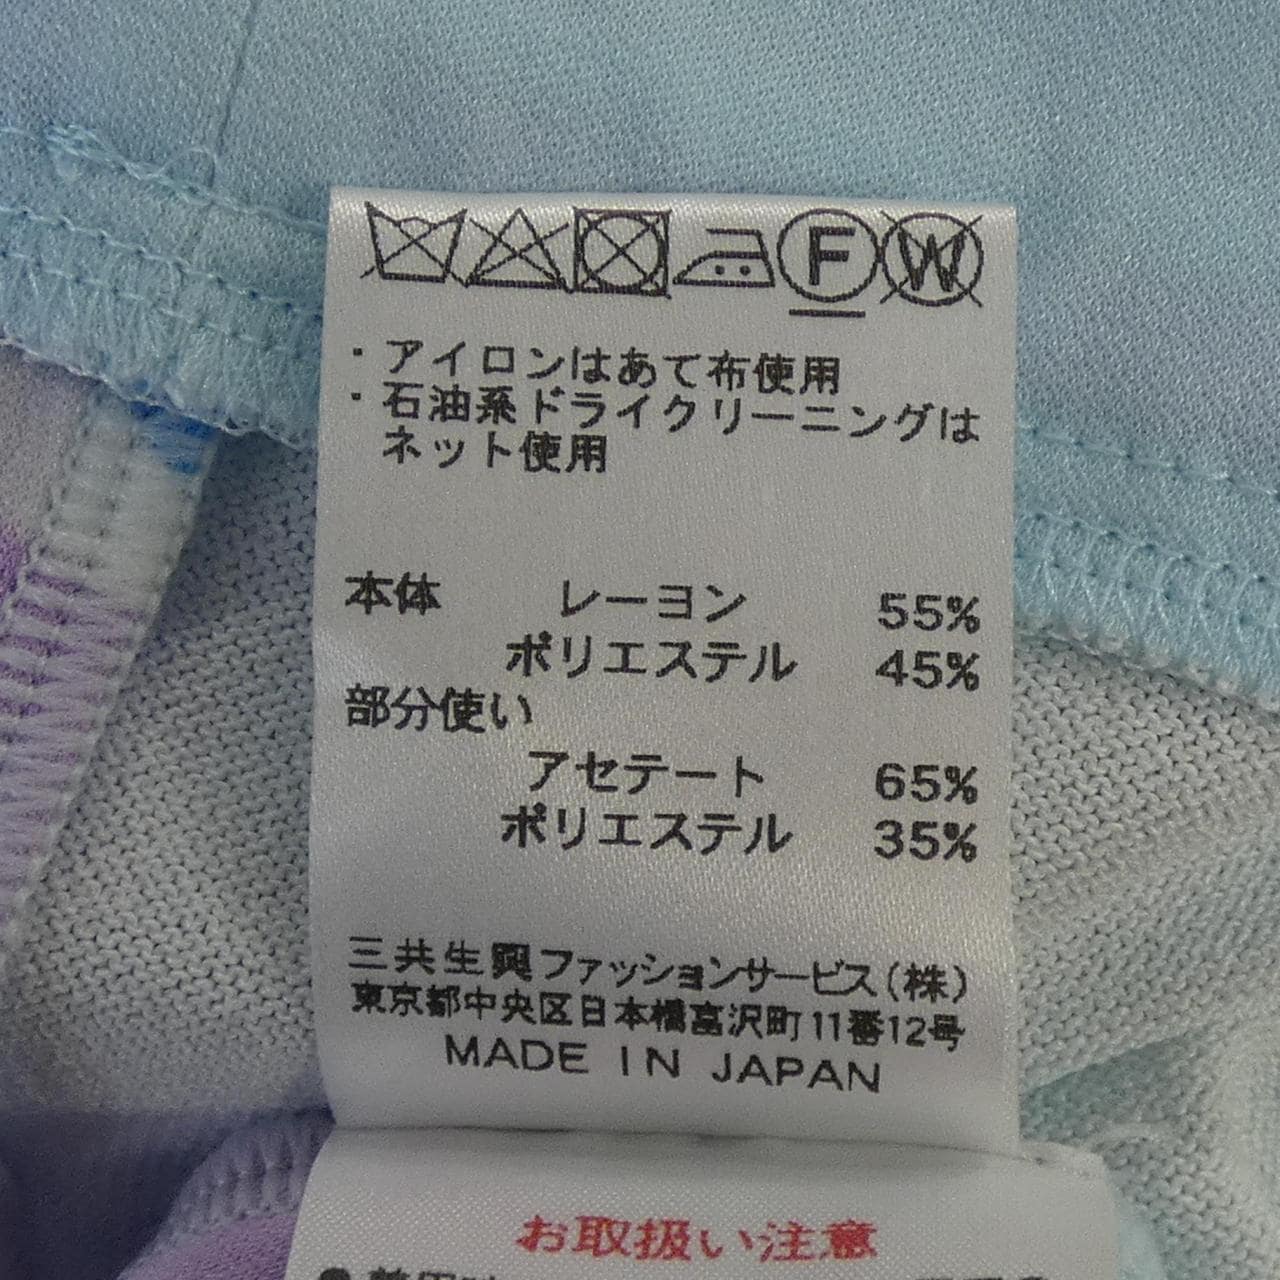 F W
・アイロンはあて布使用
・石油系ドライクリーニングは
ネット使用
本体 レーヨン 55%
ポリエステル 45%
部分使い
アセテート 65%
ポリエステル 35%
三共生興ファッションサービス(株)
東京都中央区日本橋富沢町11番12号
MADE IN JAPAN
お取扱い注意